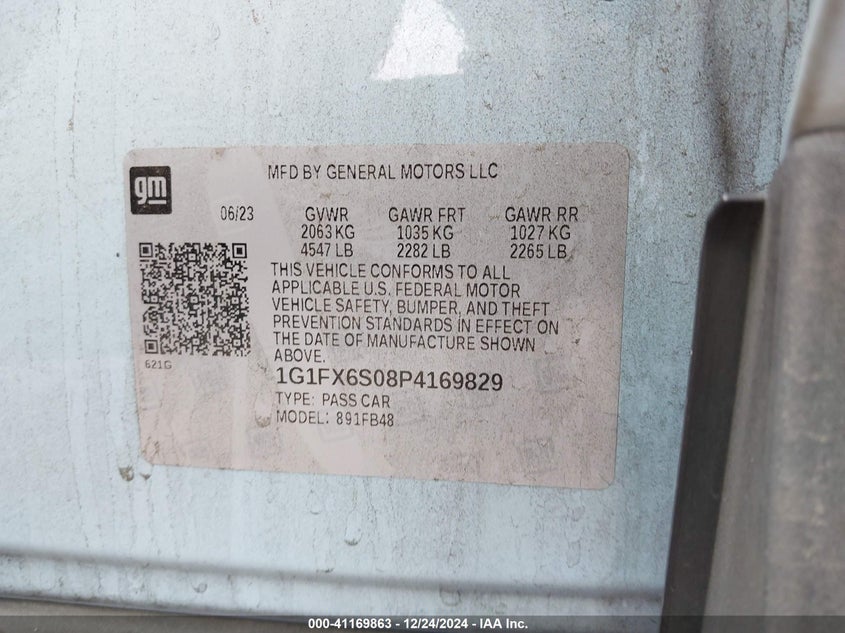 gm
MFD BY GENERAL MOTORS LLC
06/23 GVWR GAWR FRT GAWR RR
2063 KG 1035 KG 1027 KG
4547 LB 2282 LB 2265 LB
THIS VEHICLE CONFORMS TO ALL
APPLICABLE U.S. FEDERAL MOTOR
VEHICLE SAFETY, BUMPER, AND THEFT
PREVENTION STANDARDS IN EFFECT ON
THE DATE OF MANUFACTURE SHOWN
ABOVE.
621G
1G1FX6S08P4169829
TYPE: PASS CAR
MODEL: 891FB48
000-41169863 - 12/24/2024 - IAA Inc.